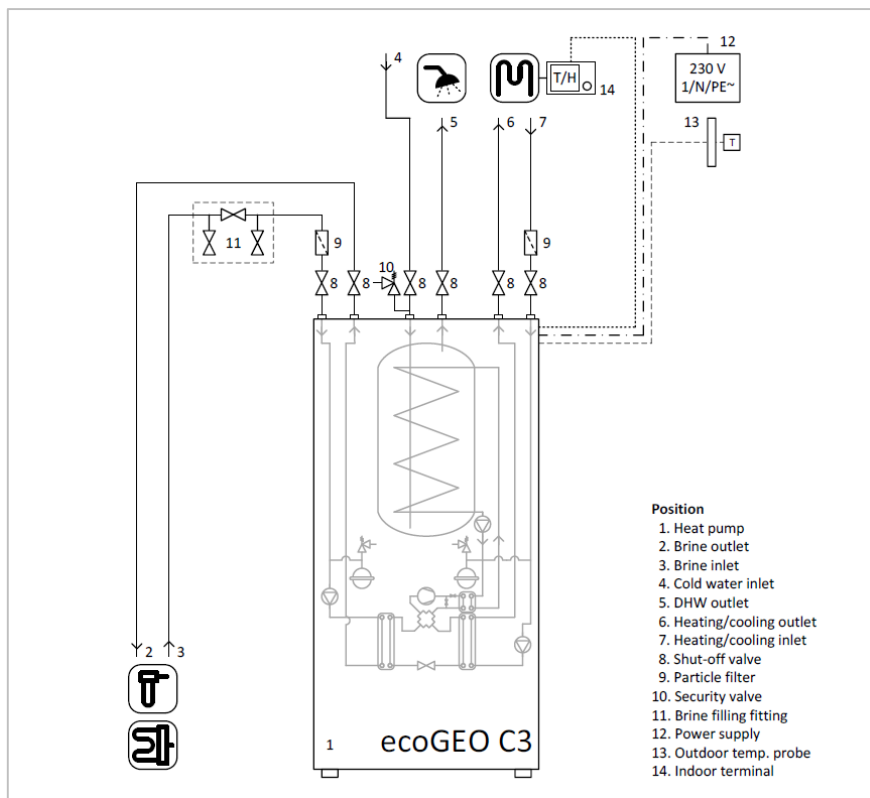 4
12
230 V
1/N/PE~
T/H
14
13
T
5
6
7
11
9
10
9
8
8
8
8
8
2
3
1
ecoGEO C3
Position
1. Heat pump
2. Brine outlet
3. Brine inlet
4. Cold water inlet
5. DHW outlet
6. Heating/cooling outlet
7. Heating/cooling inlet
8. Shut-off valve
9. Particle filter
10. Security valve
11. Brine filling fitting
12. Power supply
13. Outdoor temp. probe
14. Indoor terminal